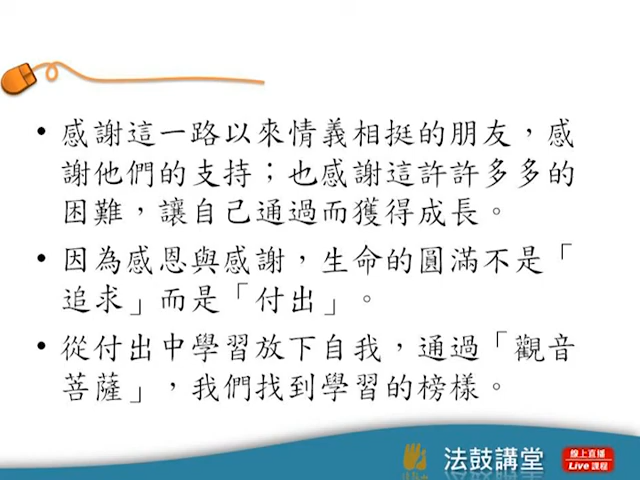 • 感謝這一路以來情義相挺的朋友，感
謝他們的支持；也感謝這許許多多的
困難，讓自己通過而獲得成長。
• 因為感恩與感謝，生命的圓滿不是「
追求」而是「付出」。
• 從付出中學習放下自我，通過「觀音
菩薩」，我們找到學習的榜樣。
法鼓講堂
線上直播
Live 課程